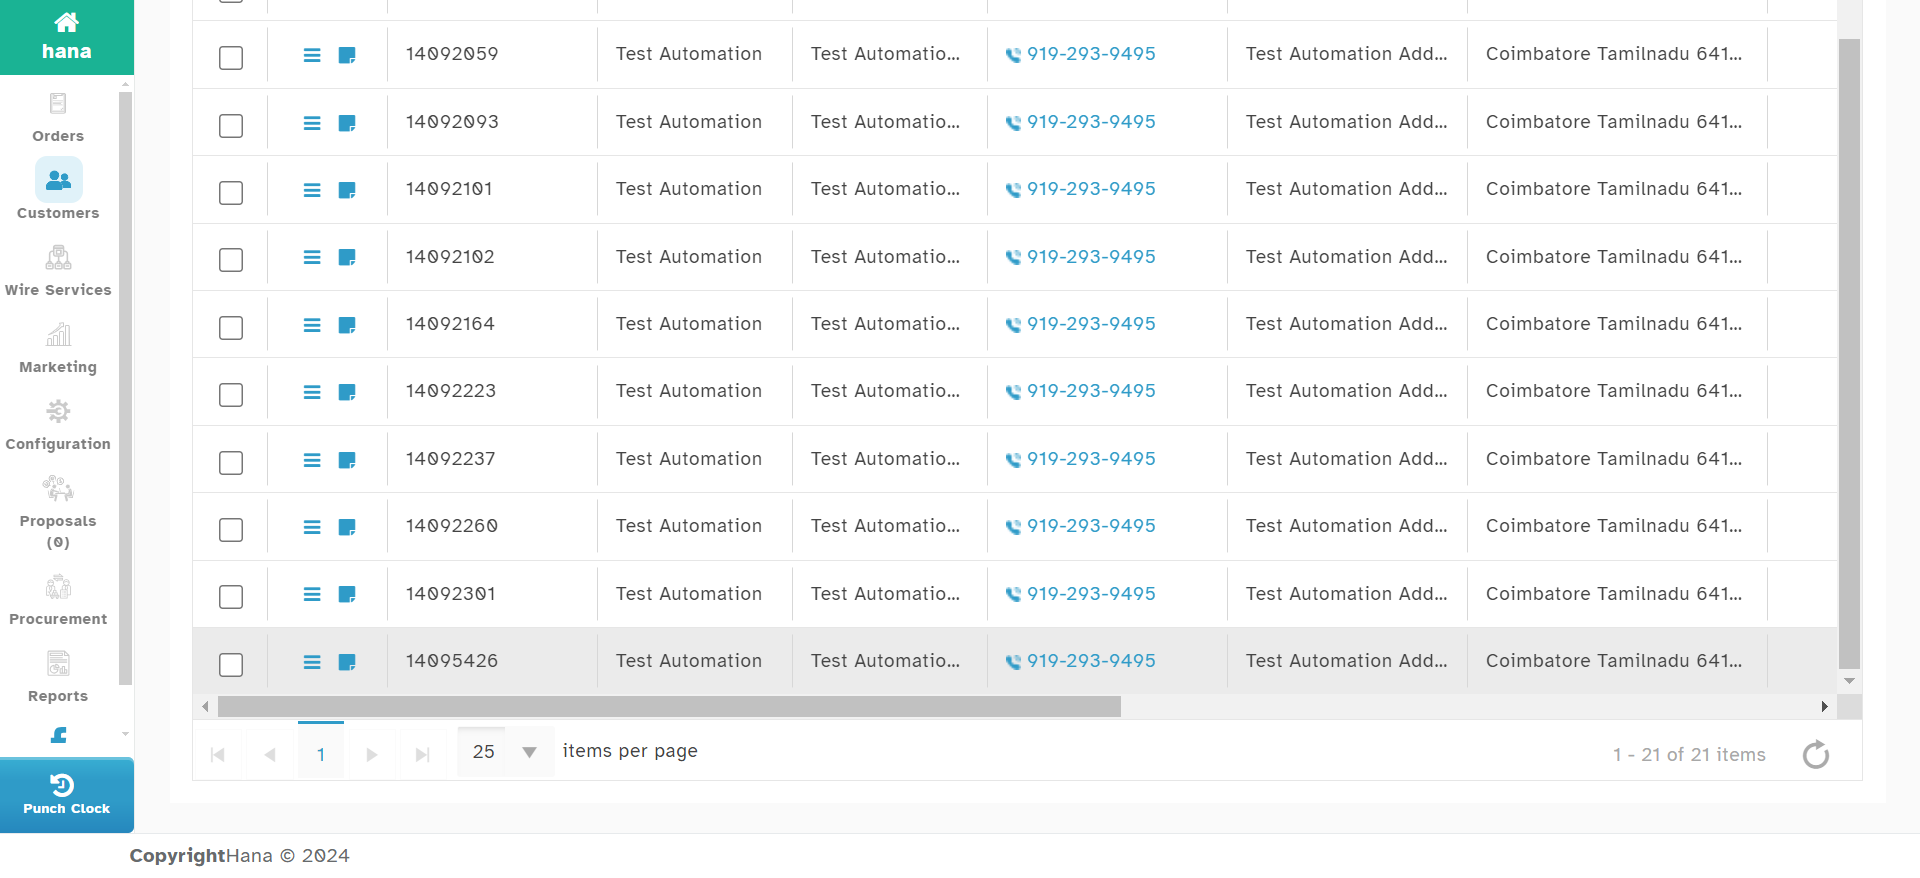 hana
Orders
Customers
Wire Services
Marketing
Configuration
Proposals
(0)
Procurement
Reports
Punch Clock
14092059 Test Automation Test Automatio... 919-293-9495 Test Automation Add... Coimbatore Tamilnadu 641...
14092093 Test Automation Test Automatio... 919-293-9495 Test Automation Add... Coimbatore Tamilnadu 641...
14092101 Test Automation Test Automatio... 919-293-9495 Test Automation Add... Coimbatore Tamilnadu 641...
14092102 Test Automation Test Automatio... 919-293-9495 Test Automation Add... Coimbatore Tamilnadu 641...
14092164 Test Automation Test Automatio... 919-293-9495 Test Automation Add... Coimbatore Tamilnadu 641...
14092223 Test Automation Test Automatio... 919-293-9495 Test Automation Add... Coimbatore Tamilnadu 641...
14092237 Test Automation Test Automatio... 919-293-9495 Test Automation Add... Coimbatore Tamilnadu 641...
14092260 Test Automation Test Automatio... 919-293-9495 Test Automation Add... Coimbatore Tamilnadu 641...
14092301 Test Automation Test Automatio... 919-293-9495 Test Automation Add... Coimbatore Tamilnadu 641...
14095426 Test Automation Test Automatio... 919-293-9495 Test Automation Add... Coimbatore Tamilnadu 641...
1 25 items per page 1 - 21 of 21 items
CopyrightHana © 2024